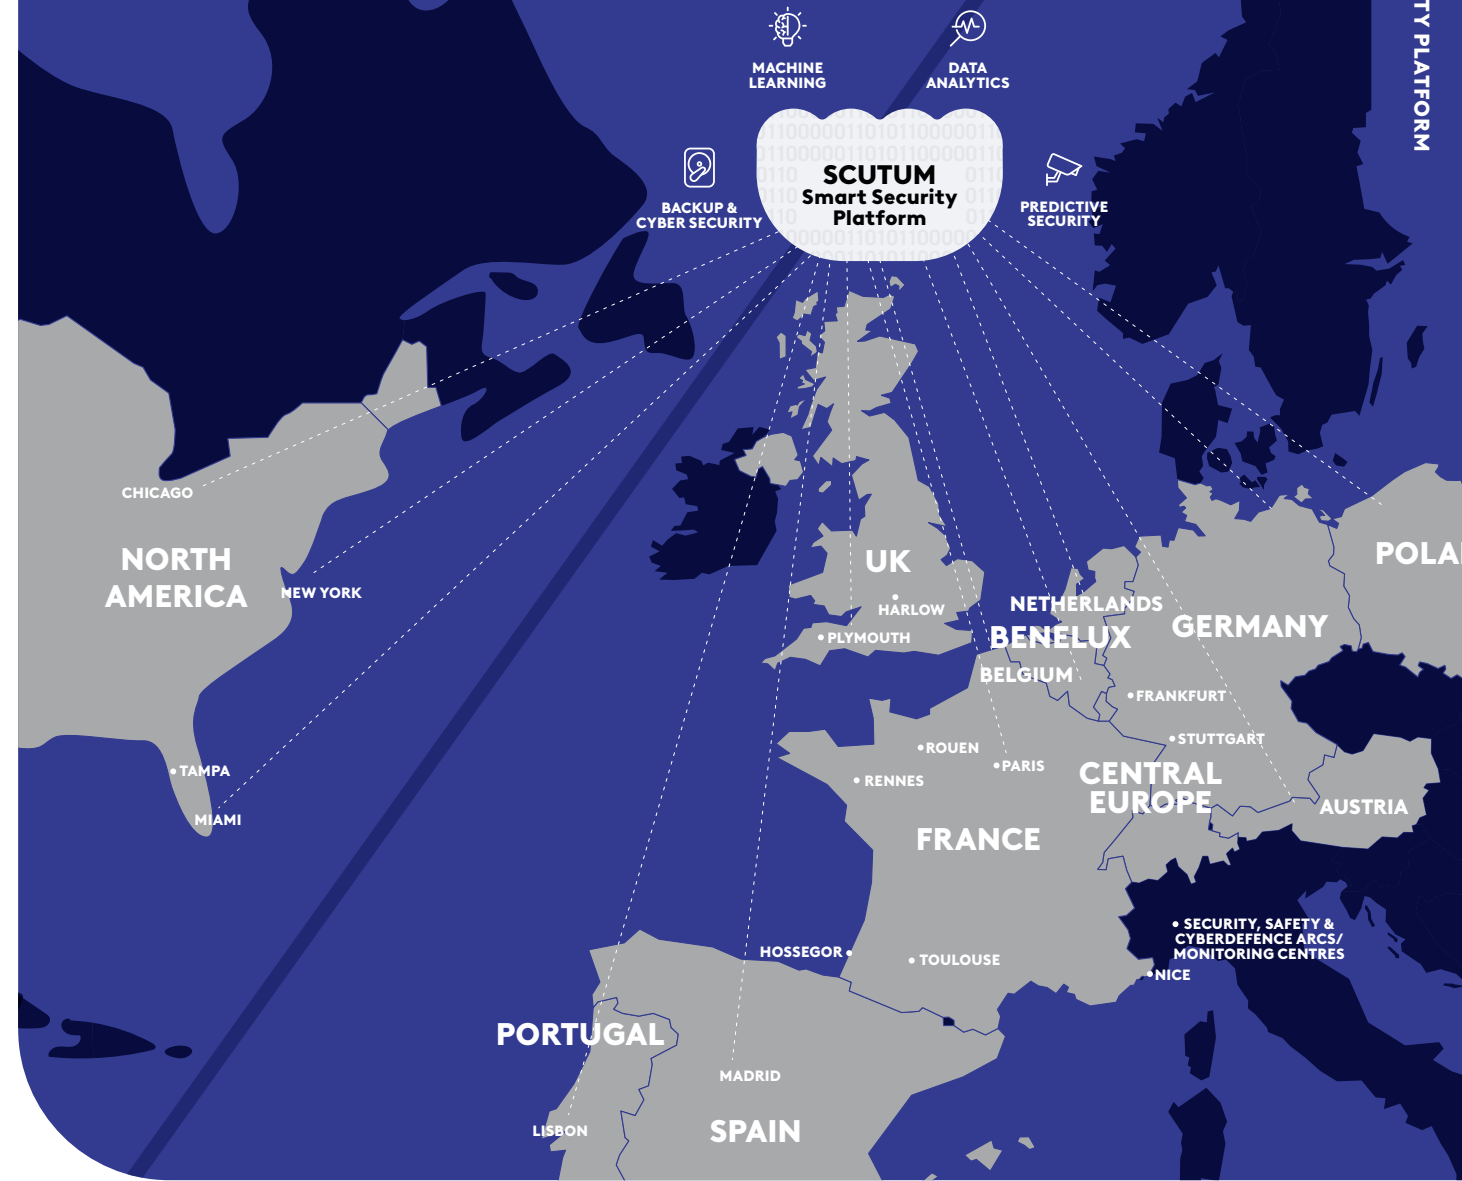 MACHINE
LEARNING
DATA
ANALYTICS
TY PLATFORM
SCUTUM
Smart Security
Platform
BACKUP &
CYBER SECURITY
PREDICTIVE
SECURITY
CHICAGO
NORTH
AMERICA
NEW YORK
TAMPA
MIAMI
UK
HARLOW
PLYMOUTH
NETHERLANDS
BENELUX
BELGIUM
GERMANY
POLA
FRANKFURT
STUTTGART
ROUEN
PARIS
RENNES
CENTRAL
EUROPE
AUSTRIA
FRANCE
HOSSEGOR
TOULOUSE
SECURITY, SAFETY &
CYBERDEFENCE ARCS/
MONITORING CENTRES
NICE
PORTUGAL
MADRID
LISBON
SPAIN